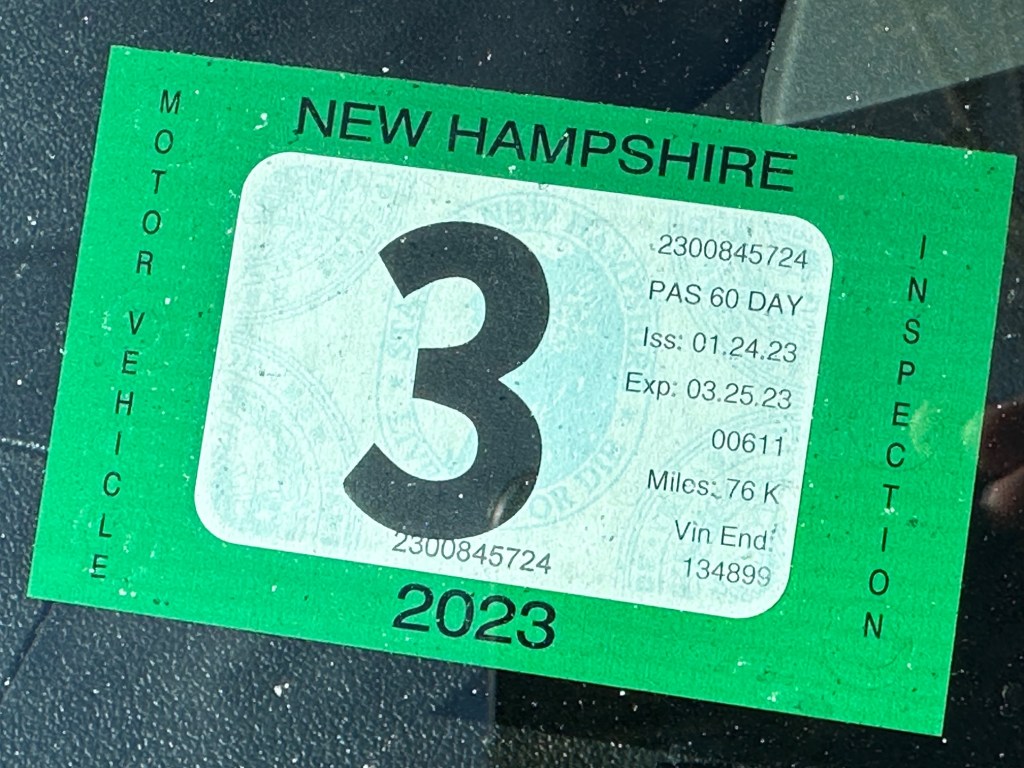 NEW HAMPSHIRE
MOTOR VEHICLE
3
2300845724
PAS 60 DAY
Iss: 01.24.23
Exp: 03.25.23
00611
Miles: 76 K
Vin End:
134899
INSPECTION
2300845724
2023